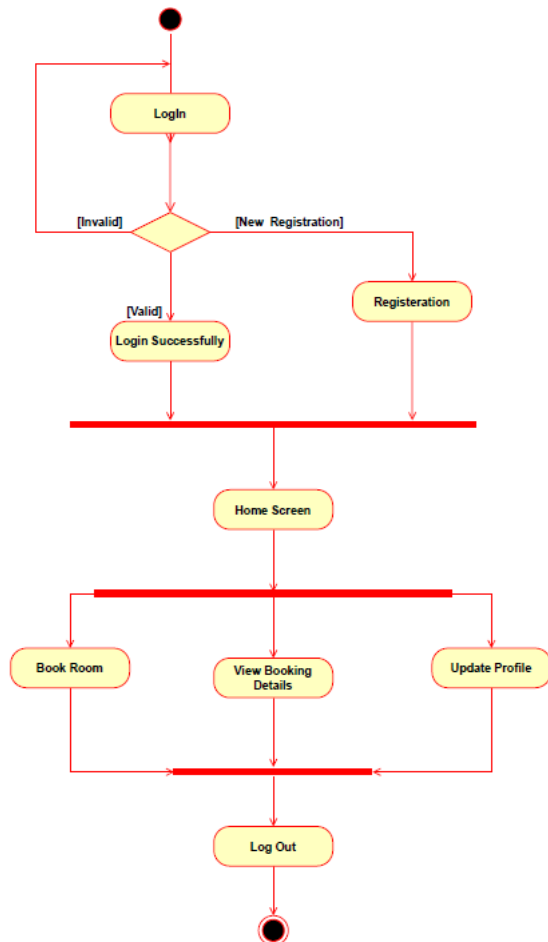 LogIn
[Invalid]
[New Registration]
Registeration
[Valid]
Login Successfully
Home Screen
Book Room
View Booking
Details
Update Profile
Log Out